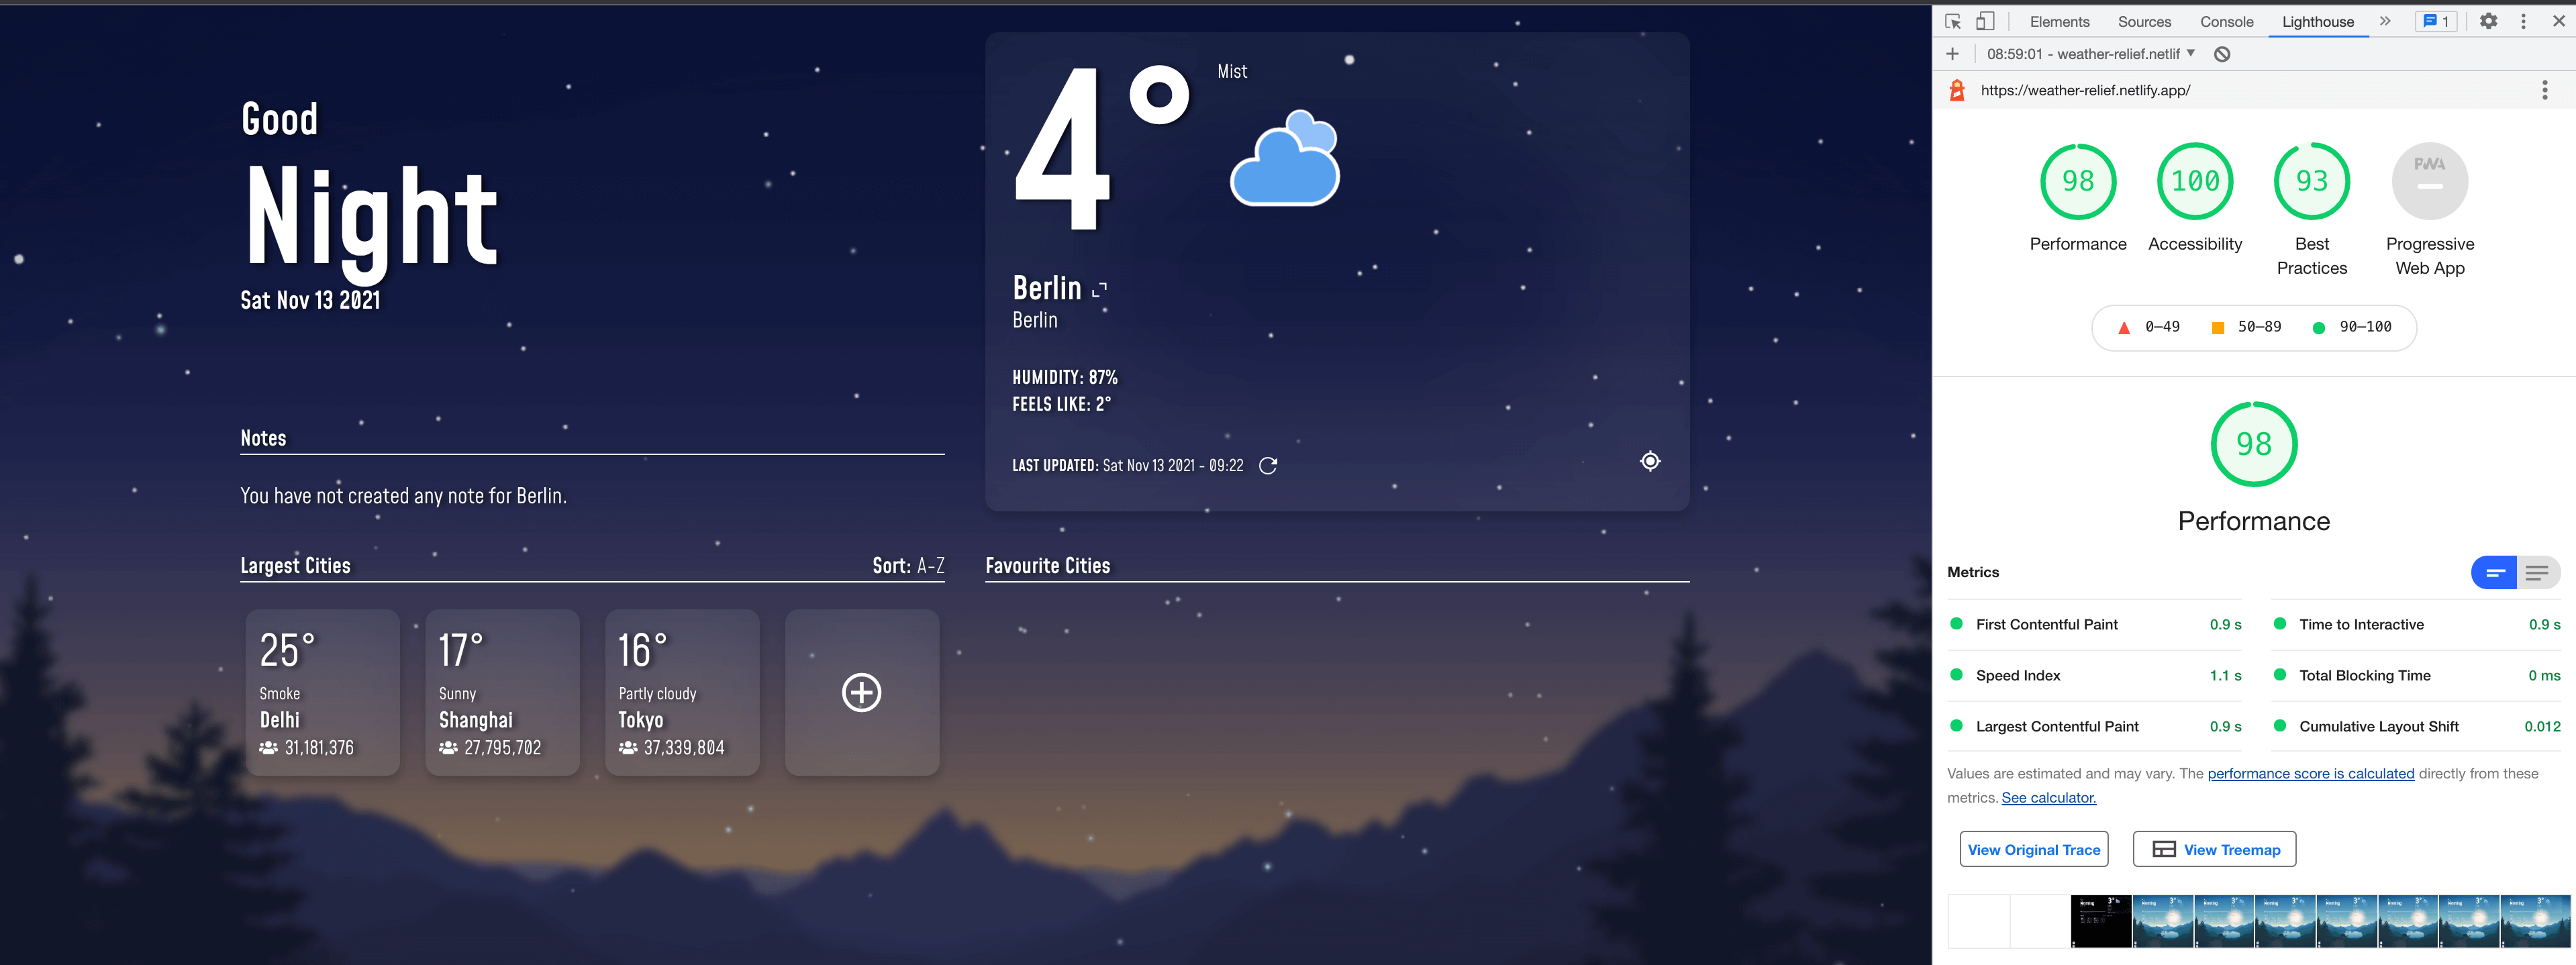 Good
Night
Sat Nov 13 2021
Notes
You have not created any note for Berlin.
Largest Cities
Sort: A-Z
25°
Smoke
Delhi
31,181,376
17°
Sunny
Shanghai
27,795,702
16°
Partly cloudy
Tokyo
37,339,804
4°
Mist
Berlin
Berlin
HUMIDITY: 87%
FEELS LIKE: 2°
LAST UPDATED: Sat Nov 13 2021 - 09:22
Favourite Cities
Elements Sources Console Lighthouse 1
08:59:01 - weather-relief.netlif
https://weather-relief.netlify.app/
98 100 93 PWA
Performance Accessibility Best Practices Progressive Web App
0–49 50–89 90–100
98
Performance
Metrics
First Contentful Paint 0.9 s
Time to Interactive 0.9 s
Speed Index 1.1 s
Total Blocking Time 0 ms
Largest Contentful Paint 0.9 s
Cumulative Layout Shift 0.012
Values are estimated and may vary. The performance score is calculated directly from these
metrics. See calculator.
View Original Trace
View Treemap